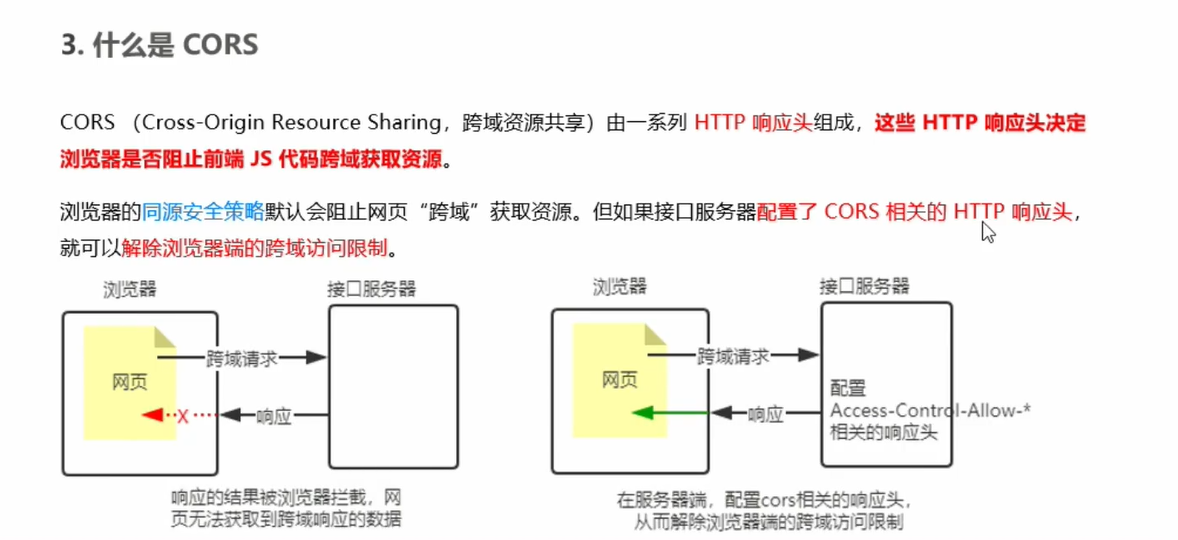 3. 什么是 CORS
CORS （Cross-Origin Resource Sharing，跨域资源共享）由一系列 HTTP 响应头组成，这些 HTTP 响应头决定
浏览器是否阻止前端 JS 代码跨域获取资源。
浏览器的同源安全策略默认会阻止网页“跨域”获取资源。但如果接口服务器配置了 CORS 相关的 HTTP 响应头，
就可以解除浏览器端的跨域访问限制。
浏览器
接口服务器
网页
跨域请求
X
响应
响应的结果被浏览器拦截，网
页无法获取到跨域响应的数据
浏览器
接口服务器
网页
跨域请求
响应
配置
Access-Control-Allow-*
相关的响应头
在服务器端，配置cors相关的响应头，
从而解除浏览器端的跨域访问限制